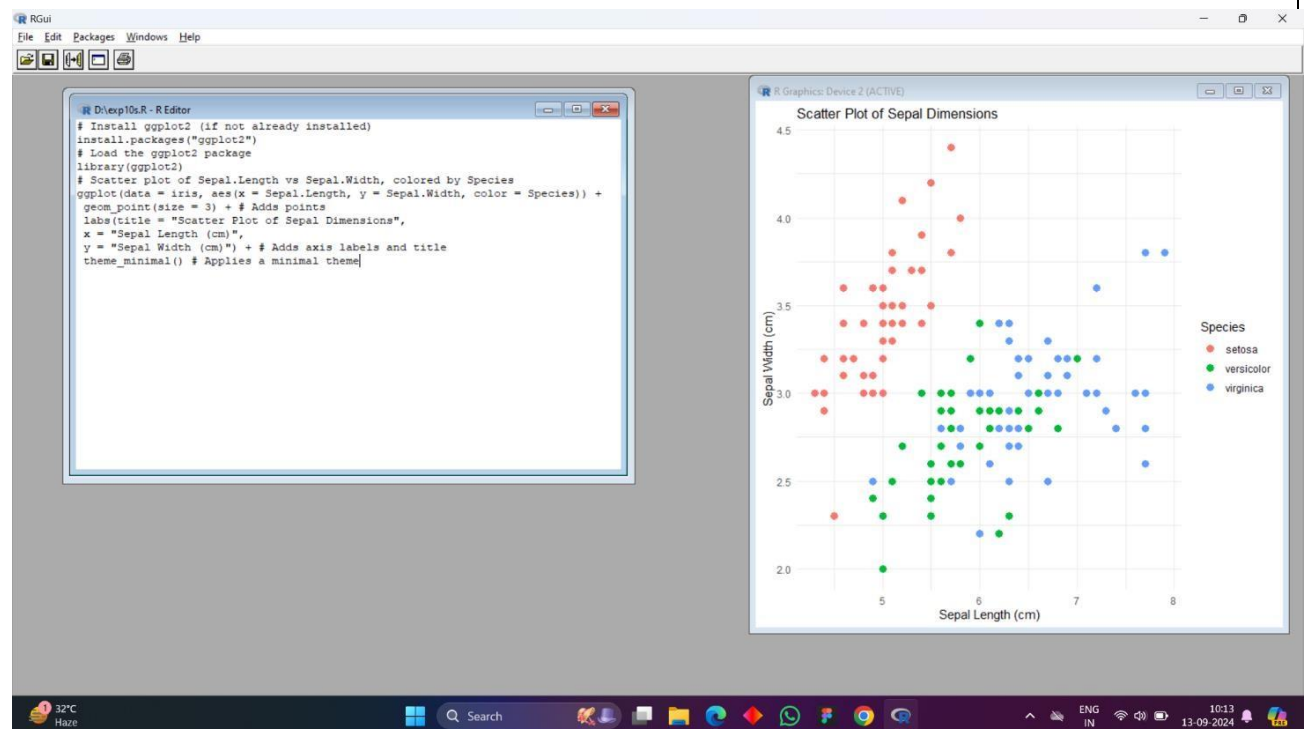 RGui
File Edit Packages Windows Help
D:\exp10s.R - R Editor
# Install ggplot2 (if not already installed)
install.packages("ggplot2")
# Load the ggplot2 package
library(ggplot2)
# Scatter plot of Sepal.Length vs Sepal.Width, colored by Species
ggplot(data = iris, aes(x = Sepal.Length, y = Sepal.Width, color = Species)) +
geom_point(size = 3) + # Adds points
labs(title = "Scatter Plot of Sepal Dimensions",
x = "Sepal Length (cm)",
y = "Sepal Width (cm)") + # Adds axis labels and title
theme_minimal() # Applies a minimal theme
R Graphics: Device 2 (ACTIVE)
Scatter Plot of Sepal Dimensions
4.5
4.0
3.5
3.0
2.5
2.0
Sepal Width (cm)
5 6 7 8
Sepal Length (cm)
Species
setosa
versicolor
virginica
1
32°C
Haze
Search
ENG
IN
10:13
13-09-2024
PRE